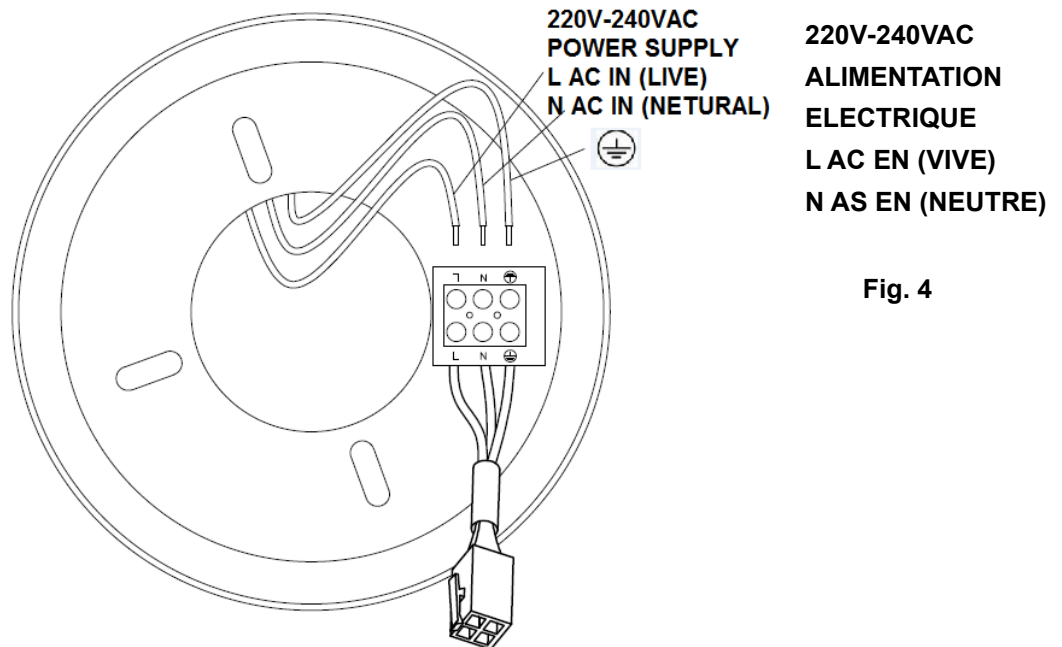 220V-240VAC
POWER SUPPLY
L AC IN (LIVE)
N AC IN (NETURAL)
220V-240VAC
ALIMENTATION
ELECTRIQUE
L AC EN (VIVE)
N AS EN (NEUTRE)
Fig. 4
L N
L N